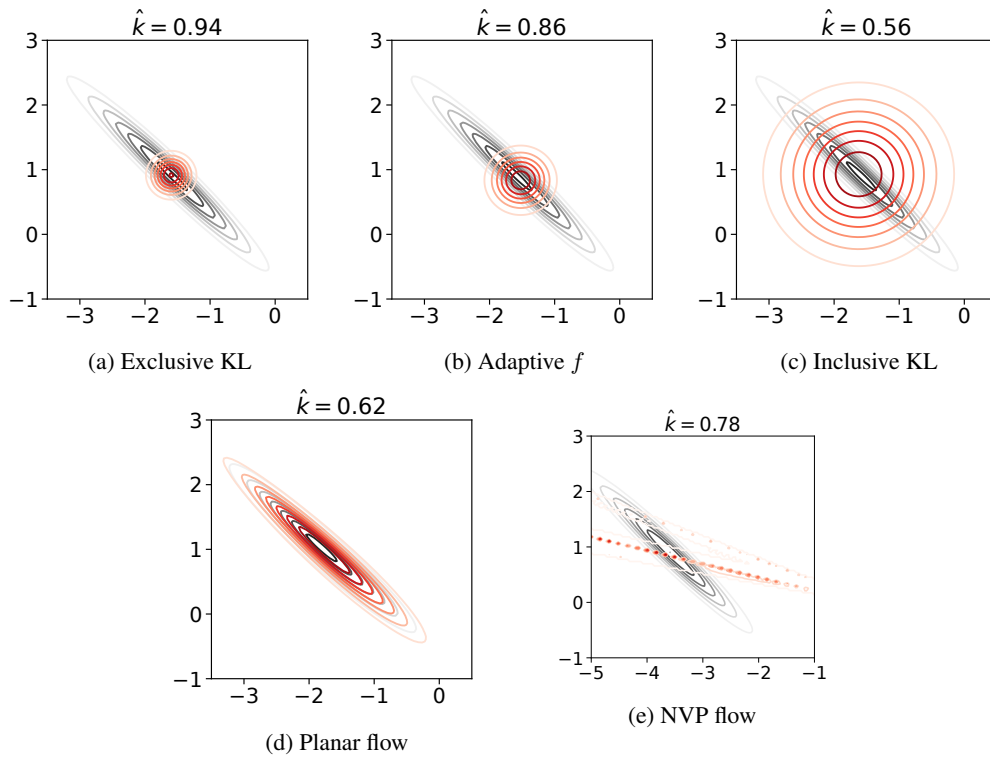 k̂ = 0.94
3
2
1
0
−1
−3 −2 −1 0
(a) Exclusive KL
k̂ = 0.86
3
2
1
0
−1
−3 −2 −1 0
(b) Adaptive f
k̂ = 0.56
3
2
1
0
−1
−3 −2 −1 0
(c) Inclusive KL
k̂ = 0.62
3
2
1
0
−1
−3 −2 −1 0
(d) Planar flow
k̂ = 0.78
3
2
1
0
−1
−5 −4 −3 −2 −1
(e) NVP flow